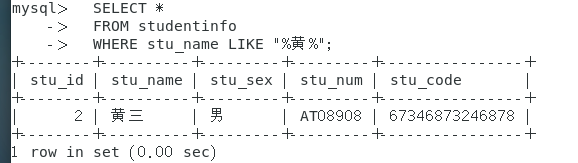 mysql> SELECT *
-> FROM studentinfo
-> WHERE stu_name LIKE "%黄%";
+--------+----------+---------+---------+----------------+
| stu_id | stu_name | stu_sex | stu_num | stu_code |
+--------+----------+---------+---------+----------------+
| 2 | 黄三 | 男 | AT08908 | 67346873246878 |
+--------+----------+---------+---------+----------------+
1 row in set (0.00 sec)